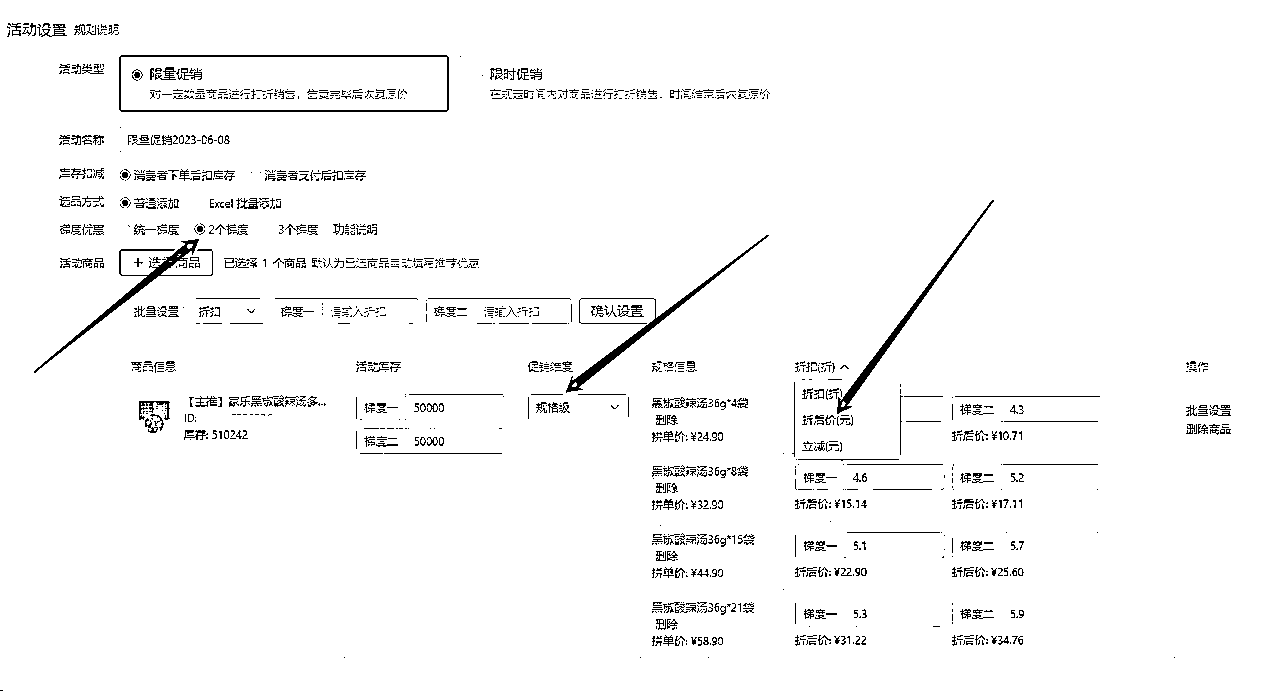 活动设置 规则说明
活动类型 限量促销 限时促销
对一定数量商品进行打折销售，售卖完毕后恢复原价 在规定时间内对商品进行打折销售，时间结束后恢复原价
活动名称 限量促销2023-06-08
库存扣减 消费者下单后扣库存 消费者支付后扣库存
选品方式 普通添加 Excel 批量添加
梯度优惠 统一梯度 2个梯度 3个梯度 功能说明
活动商品 + 选择商品 已选择 1 个商品 默认为已选商品自动填写推荐优惠
批量设置 折扣 梯度一 请输入折扣 梯度二 请输入折扣 确认设置
商品信息 活动库存 促销维度 规格信息 折扣(折) 操作
【主推】家乐黑椒酸辣汤多...
ID:
库存: 510242
梯度一 50000
梯度二 50000
规格级
黑椒酸辣汤36g*4袋
删除
拼单价: ¥24.90
折扣(折)
折后价(元)
立减(元)
梯度二 4.3
折后价: ¥10.71
批量设置
删除商品
黑椒酸辣汤36g*8袋
删除
拼单价: ¥32.90
梯度一 4.6
折后价: ¥15.14
梯度二 5.2
折后价: ¥17.11
黑椒酸辣汤36g*15袋
删除
拼单价: ¥44.90
梯度一 5.1
折后价: ¥22.90
梯度二 5.7
折后价: ¥25.60
黑椒酸辣汤36g*21袋
删除
拼单价: ¥58.90
梯度一 5.3
折后价: ¥31.22
梯度二 5.9
折后价: ¥34.76